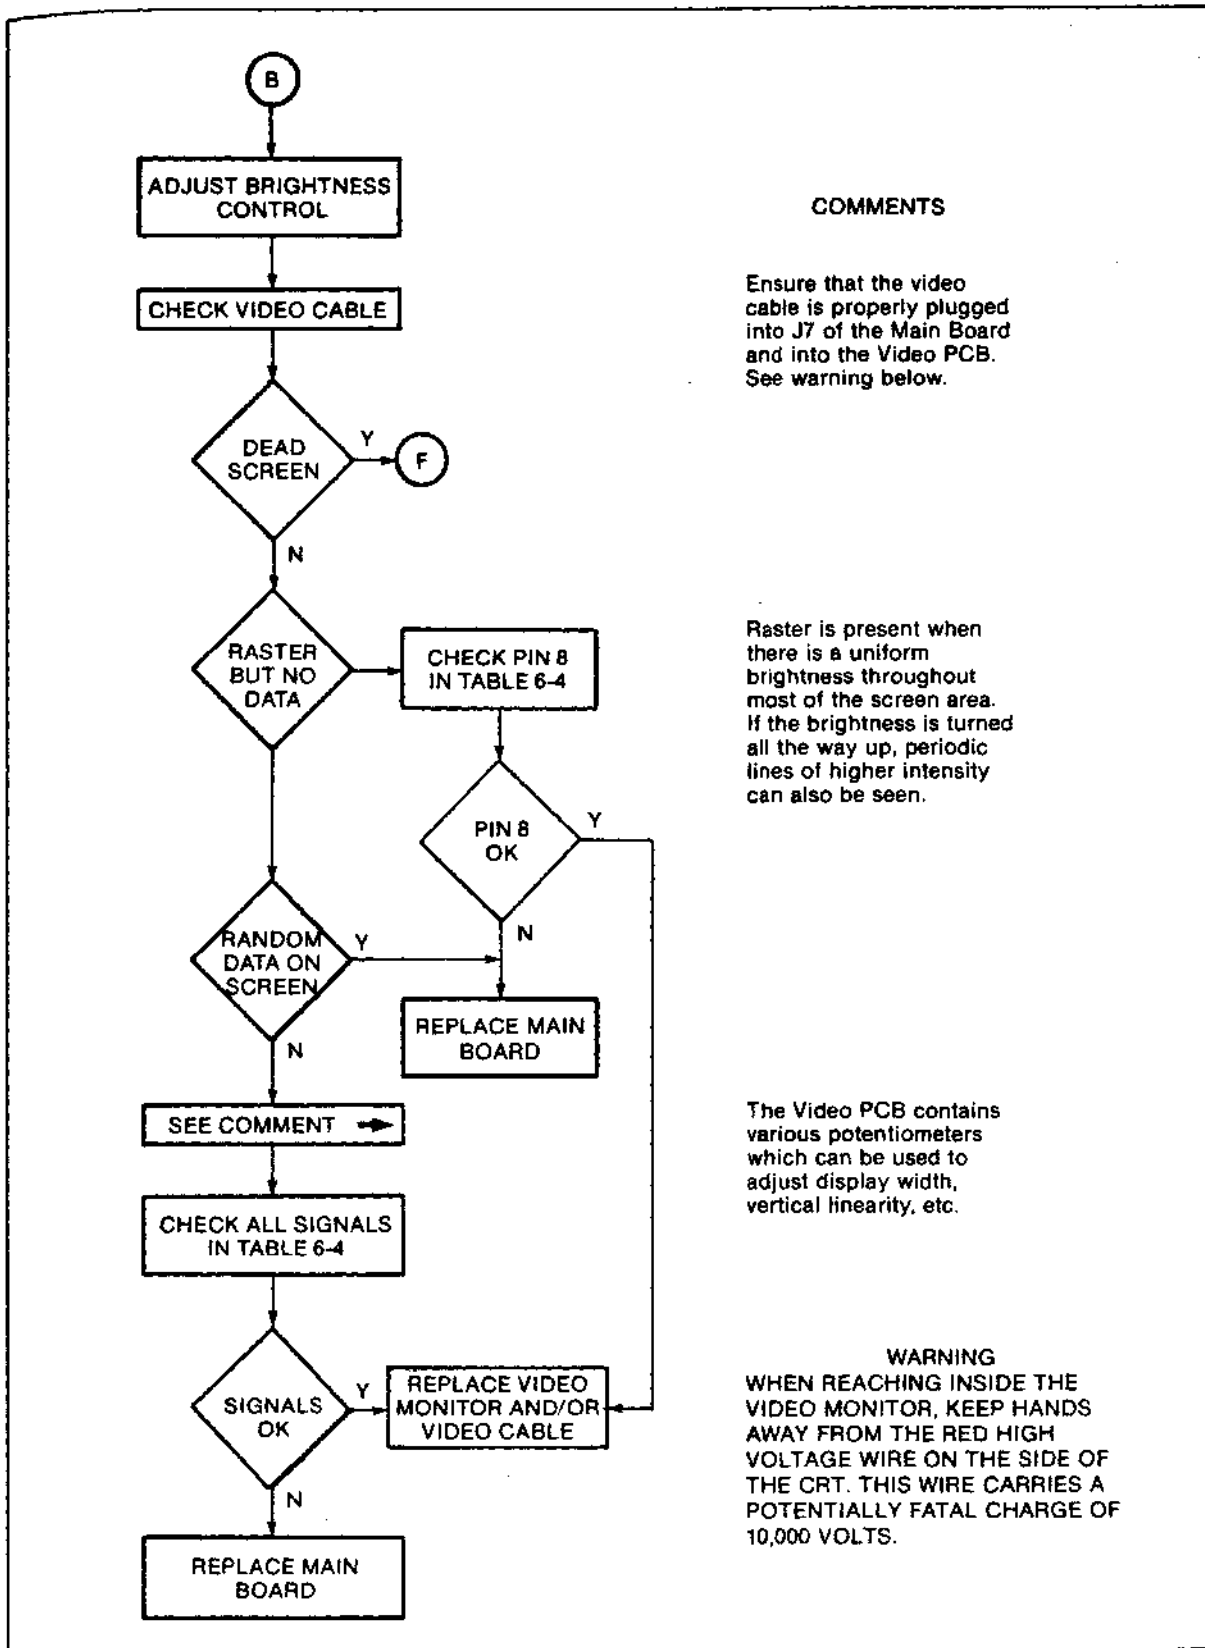 B
ADJUST BRIGHTNESS
CONTROL
COMMENTS
CHECK VIDEO CABLE
Ensure that the video
cable is properly plugged
into J7 of the Main Board
and into the Video PCB.
See warning below.
DEAD
SCREEN
Y
F
N
RASTER
BUT NO
DATA
CHECK PIN 8
IN TABLE 6-4
Raster is present when
there is a uniform
brightness throughout
most of the screen area.
If the brightness is turned
all the way up, periodic
lines of higher intensity
can also be seen.
PIN 8
OK
Y
N
RANDOM
DATA ON
SCREEN
Y
N
REPLACE MAIN
BOARD
SEE COMMENT
The Video PCB contains
various potentiometers
which can be used to
adjust display width,
vertical linearity, etc.
CHECK ALL SIGNALS
IN TABLE 6-4
SIGNALS
OK
Y
REPLACE VIDEO
MONITOR AND/OR
VIDEO CABLE
N
REPLACE MAIN
BOARD
WARNING
WHEN REACHING INSIDE THE
VIDEO MONITOR, KEEP HANDS
AWAY FROM THE RED HIGH
VOLTAGE WIRE ON THE SIDE OF
THE CRT. THIS WIRE CARRIES A
POTENTIALLY FATAL CHARGE OF
10,000 VOLTS.